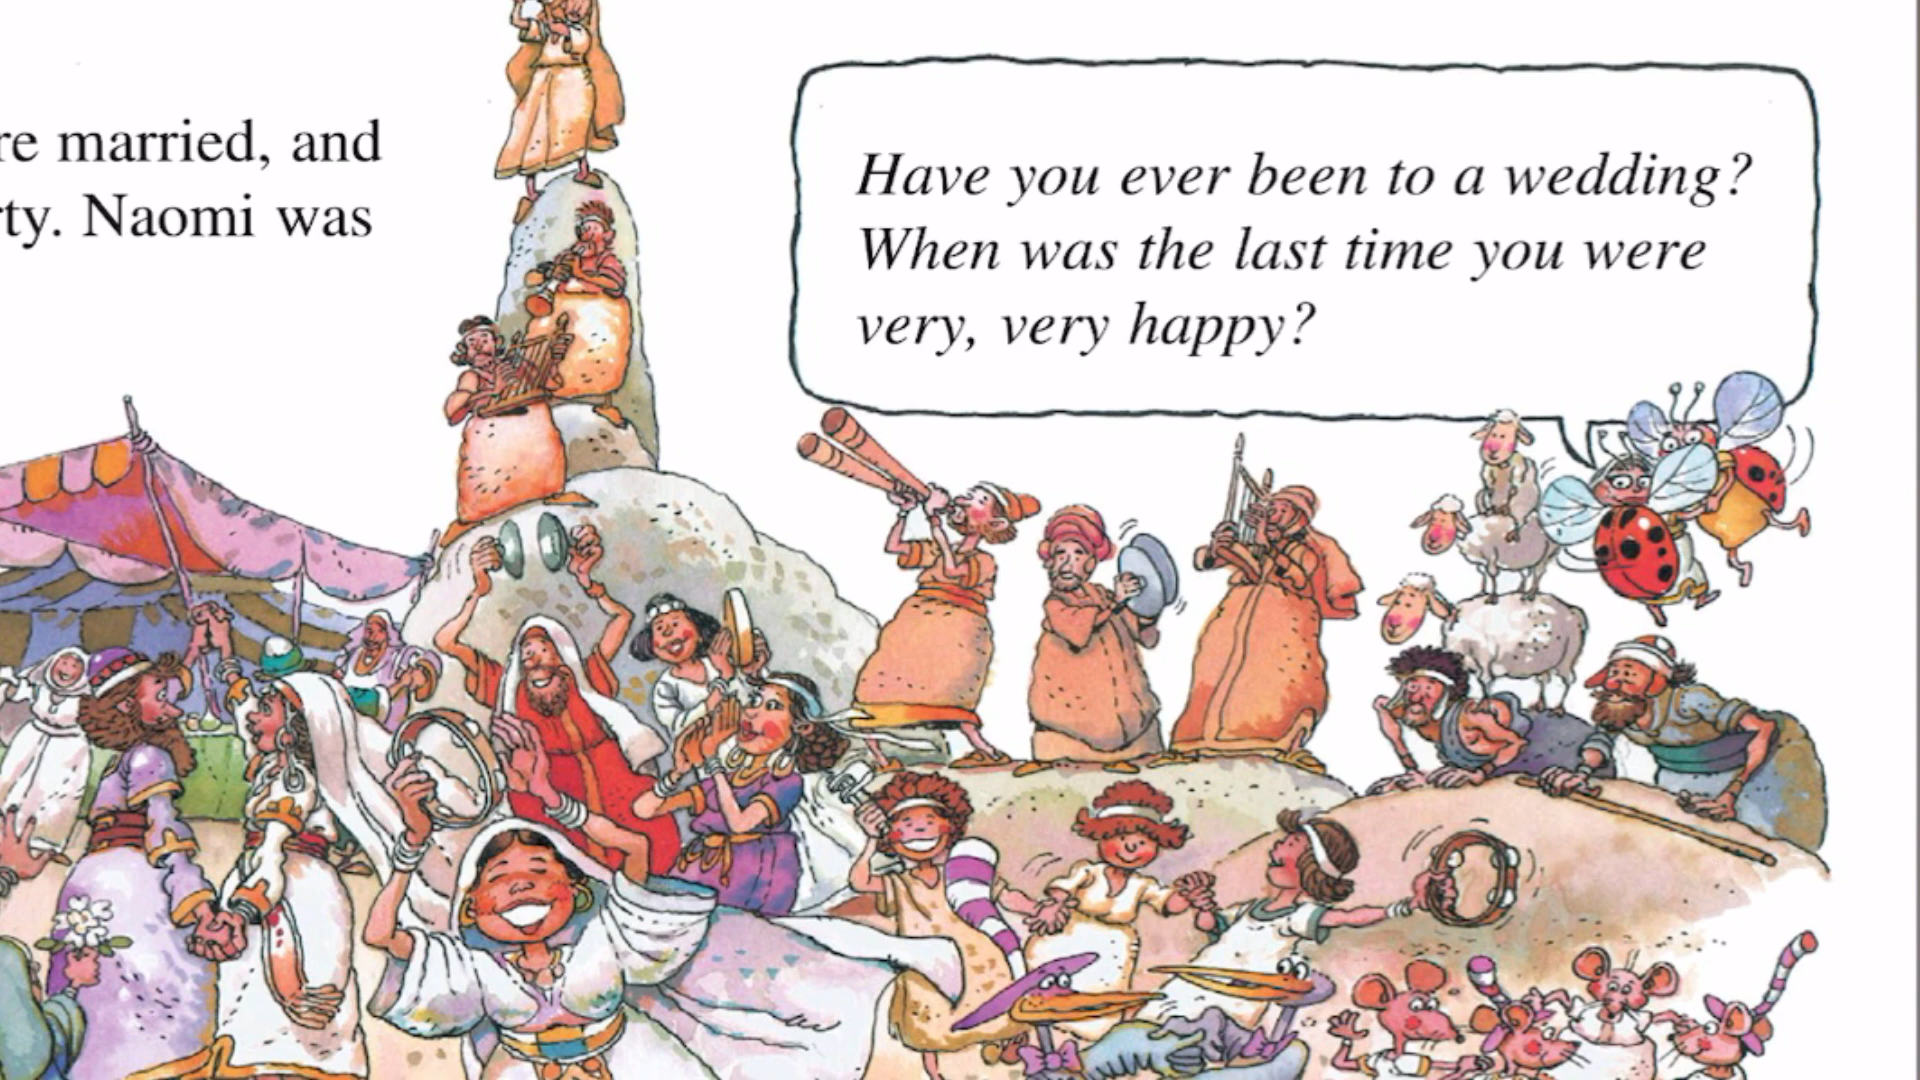 re married, and
rty. Naomi was
Have you ever been to a wedding?
When was the last time you were
very, very happy?